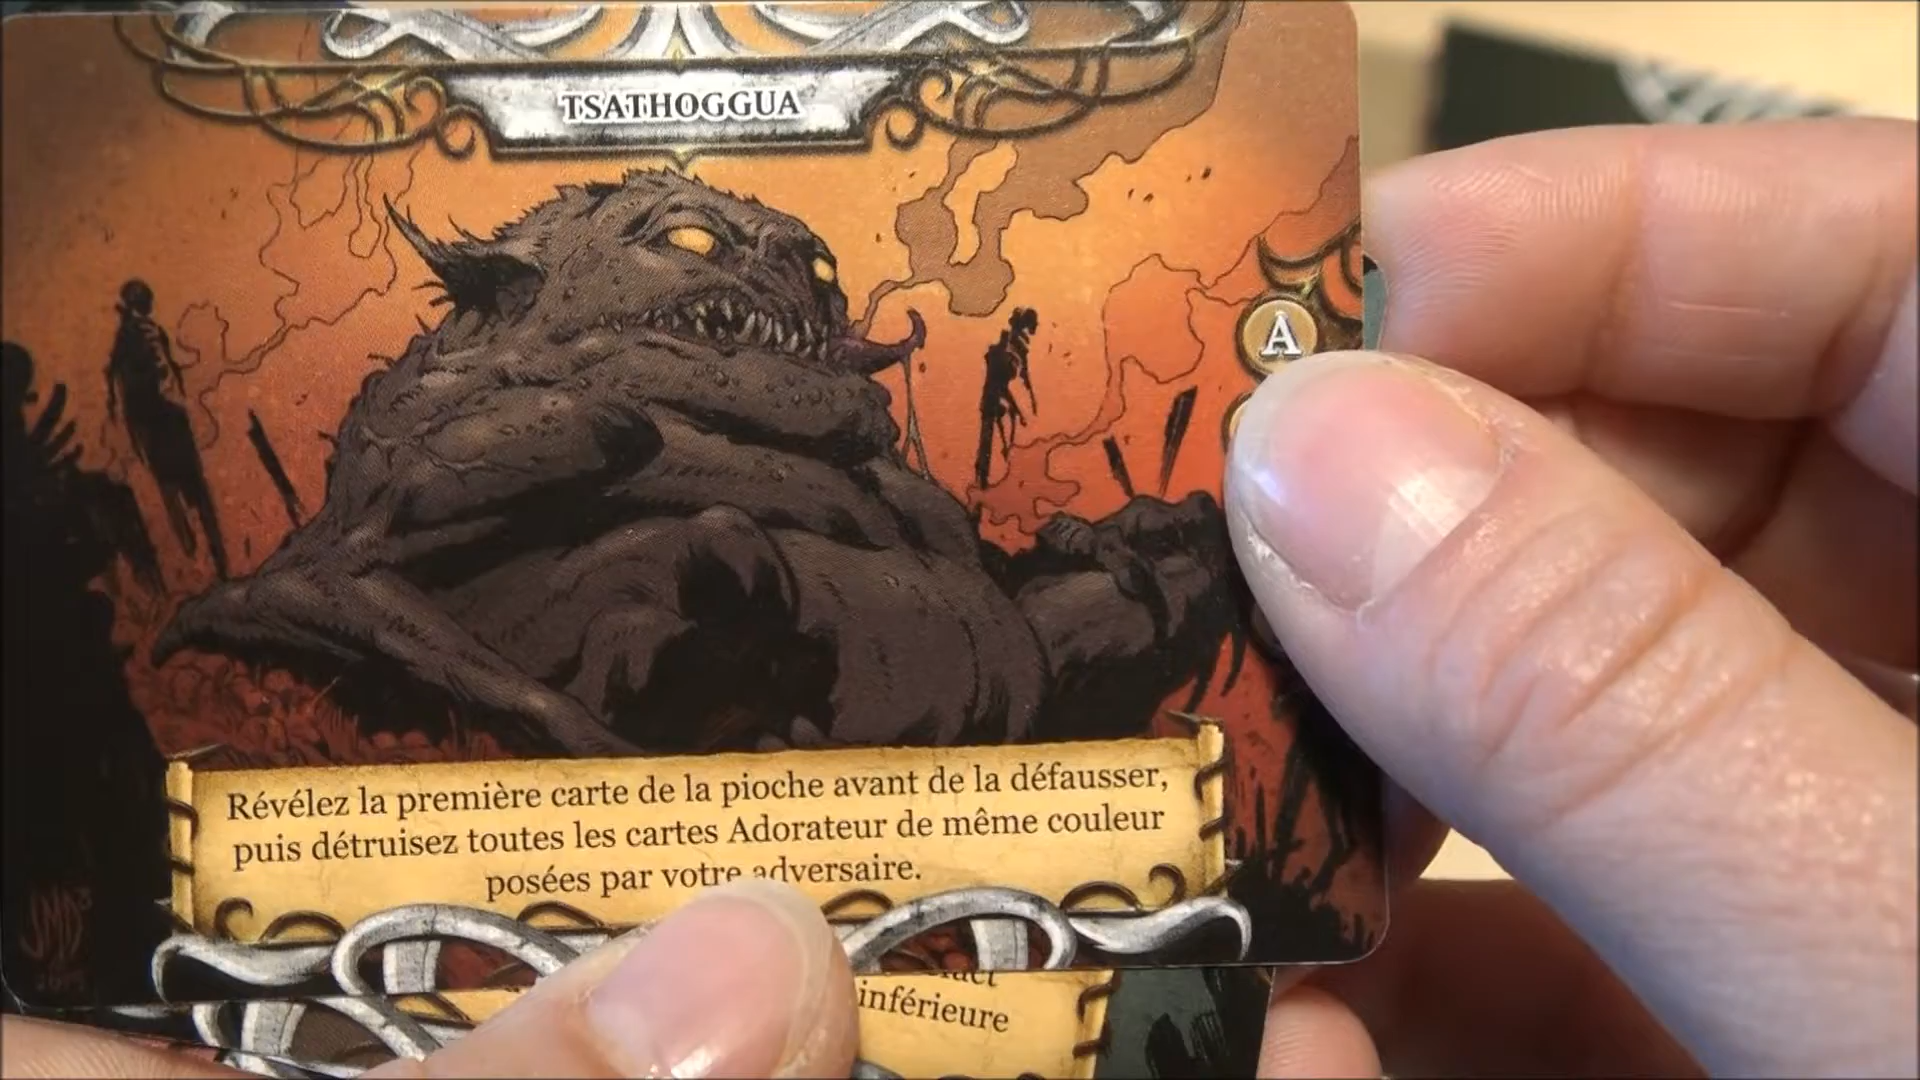 TSATHOGGUA
A
Révélez la première carte de la pioche avant de la défausser,
puis détruisez toutes les cartes Adorateur de même couleur
posées par votre adversaire.
inférieure